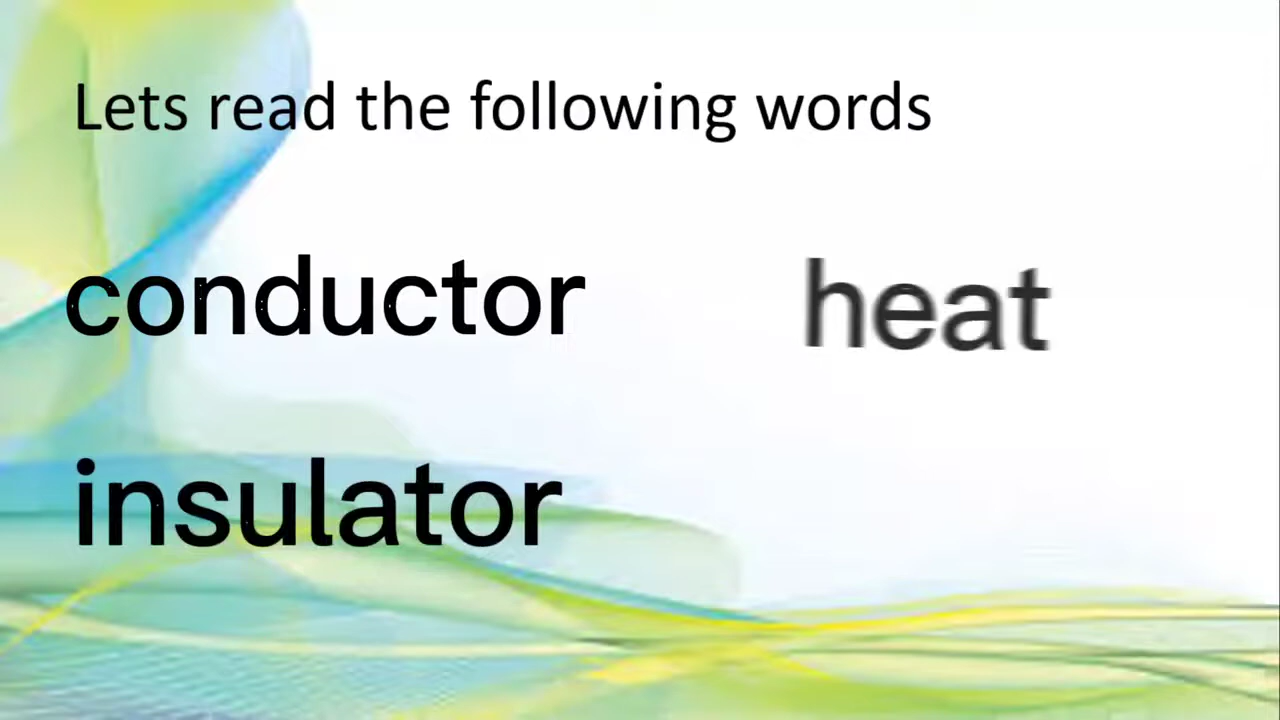 Lets read the following words
conductor heat
insulator